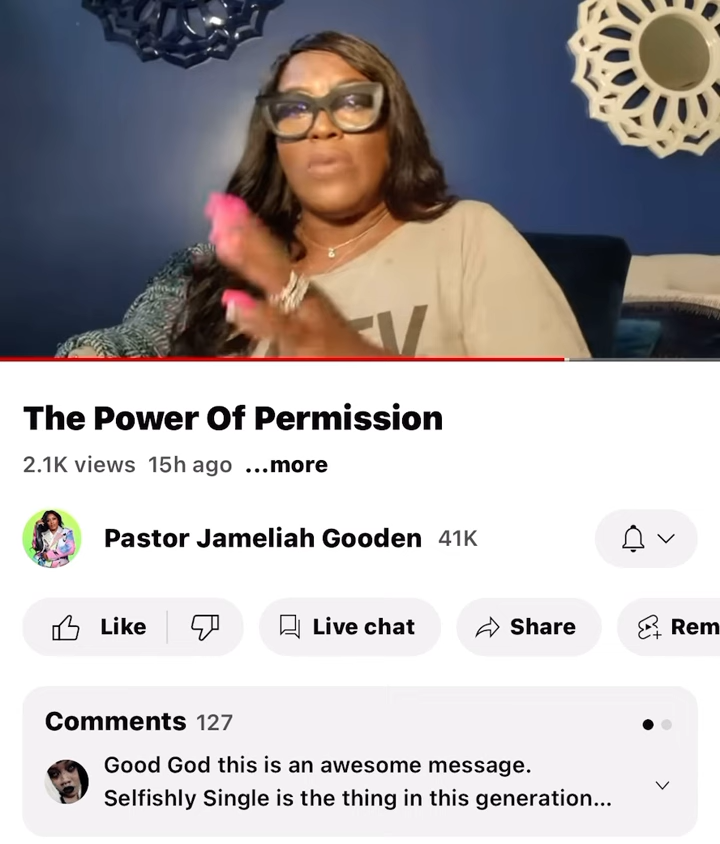 The Power Of Permission
2.1K views 15h ago ...more
Pastor Jameliah Gooden 41K
Like Live chat Share Rem
Comments 127
Good God this is an awesome message.
Selfishly Single is the thing in this generation...